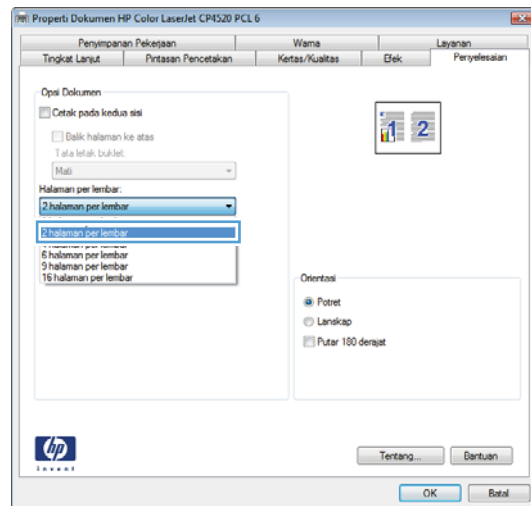 Properti Dokumen HP Color LaserJet CP4520 PCL 6
Penyimpanan Pekerjaan Warna Layanan
Tingkat Lanjut Pintasan Pencetakan Kertas/Kualitas Efek Penyelesaian
Opsi Dokumen
Cetak pada kedua sisi
Balik halaman ke atas
Tata letak buklet:
Mati
Halaman per lembar:
2 halaman per lembar
2 halaman per lembar
6 halaman per lembar
9 halaman per lembar
16 halaman per lembar
1 2
Orientasi
Potret
Lanskap
Putar 180 derajat
hp
invent
Tentang... Bantuan
OK Batal